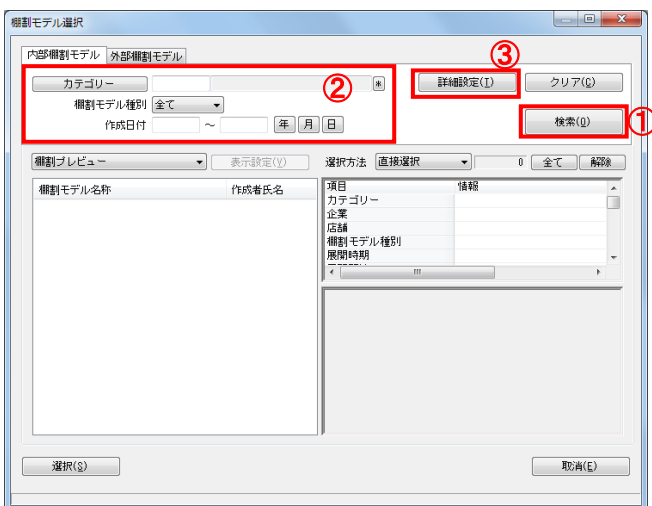 棚割モデル選択
内部棚割モデル 外部棚割モデル
③
カテゴリー ② * 詳細設定(I) クリア(C)
棚割モデル種別 全て
作成日付 ～ 年 月 日 検索(Q) ①
棚割プレビュー 表示設定(V) 選択方法 直接選択 0 全て 解除
棚割モデル名称 作成者氏名 項目 情報
カテゴリー
企業
店舗
棚割モデル種別
展開時期
選択(S) 取消(E)